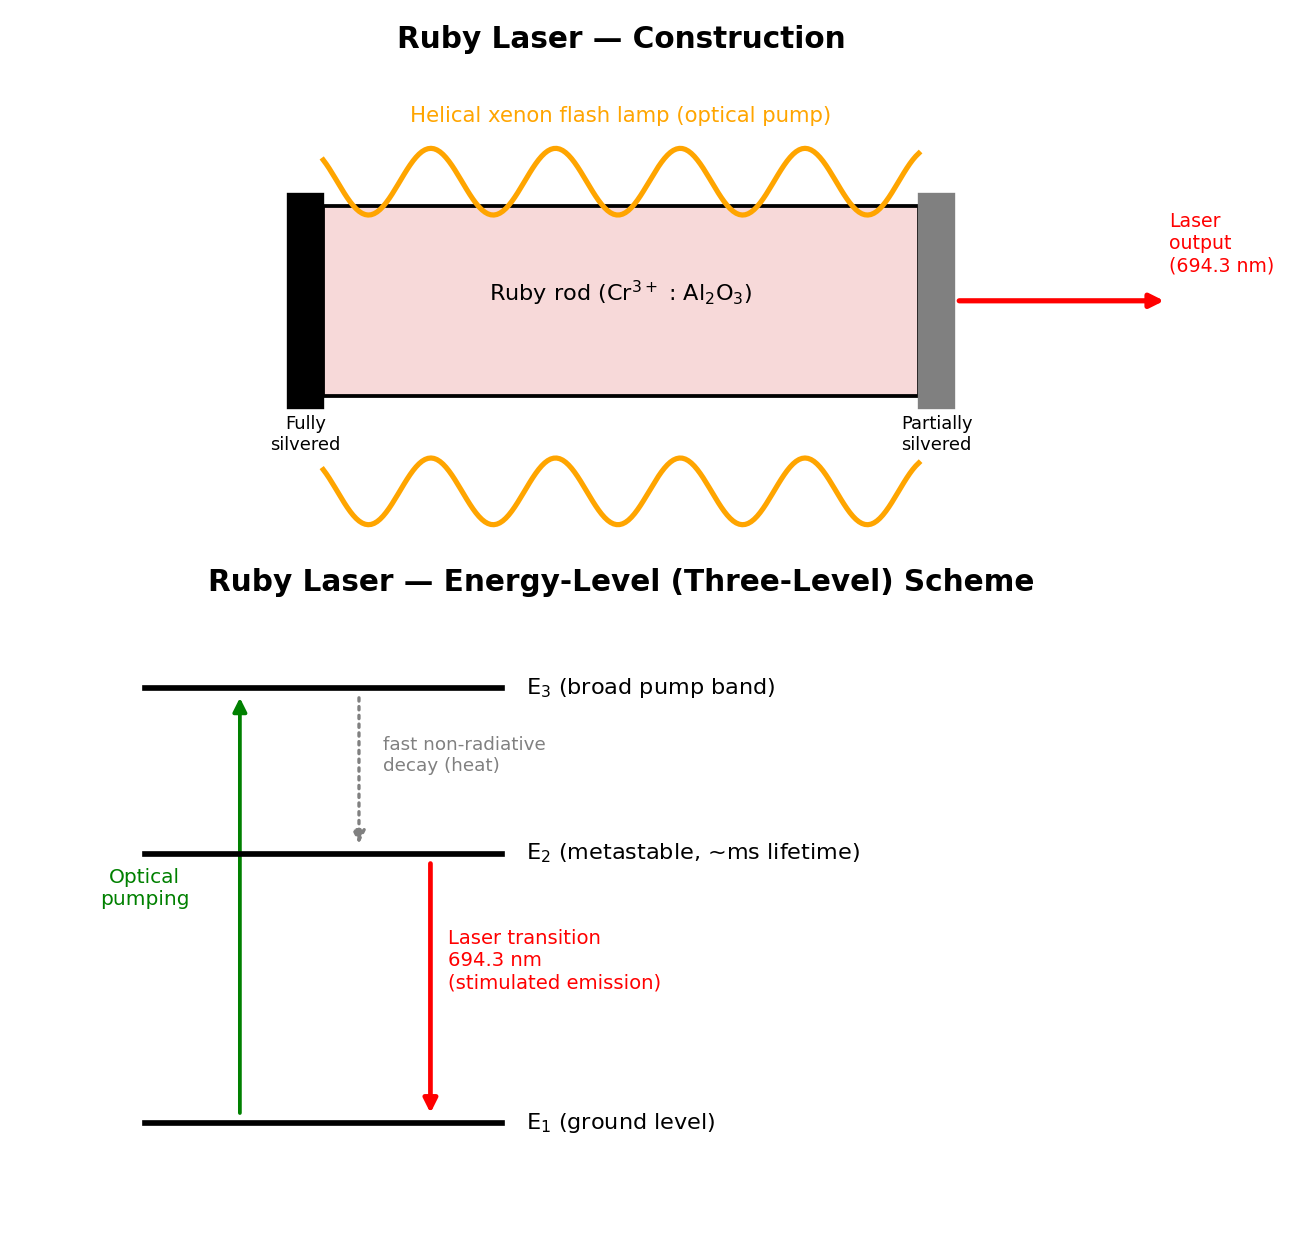 Ruby Laser — Construction
Helical xenon flash lamp (optical pump)
Laser
output
(694.3 nm)
Ruby rod (Cr³⁺ : Al₂O₃)
Fully
silvered
Partially
silvered
Ruby Laser — Energy-Level (Three-Level) Scheme
E₃ (broad pump band)
fast non-radiative
decay (heat)
E₂ (metastable, ~ms lifetime)
Optical
pumping
Laser transition
694.3 nm
(stimulated emission)
E₁ (ground level)